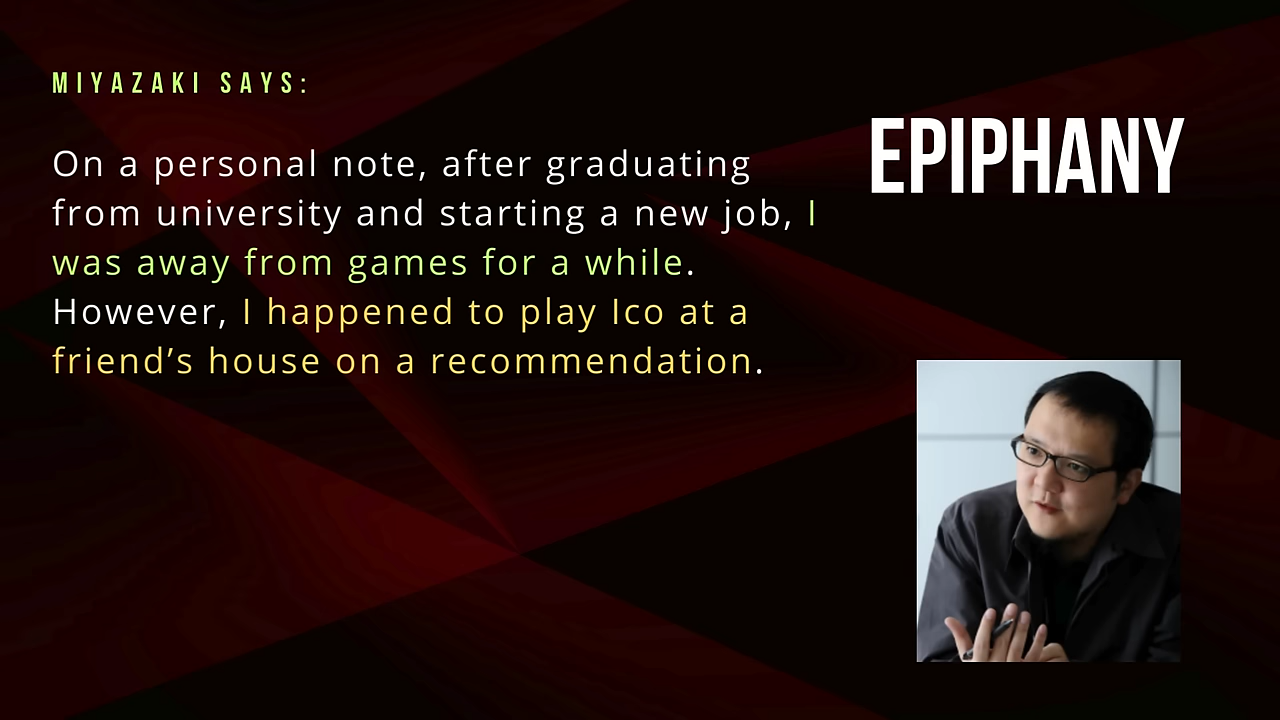 MIYAZAKI SAYS:
EPIPHANY
On a personal note, after graduating
from university and starting a new job, I
was away from games for a while.
However, I happened to play Ico at a
friend’s house on a recommendation.